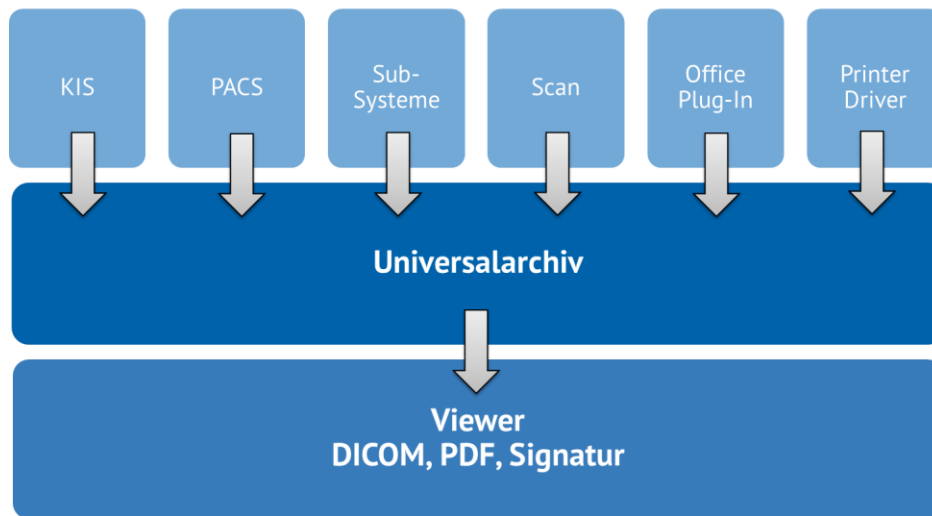 KIS
PACS
Sub-
Systeme
Scan
Office
Plug-In
Printer
Driver
Universalarchiv
Viewer
DICOM, PDF, Signatur